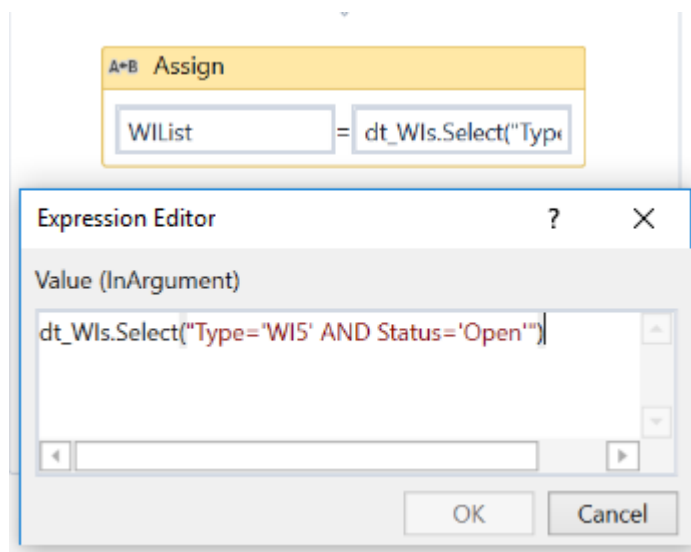 A+B Assign
WIList = dt_WIs.Select("Type
Expression Editor ? ×
Value (InArgument)
dt_WIs.Select("Type='WI5' AND Status='Open'")
OK Cancel